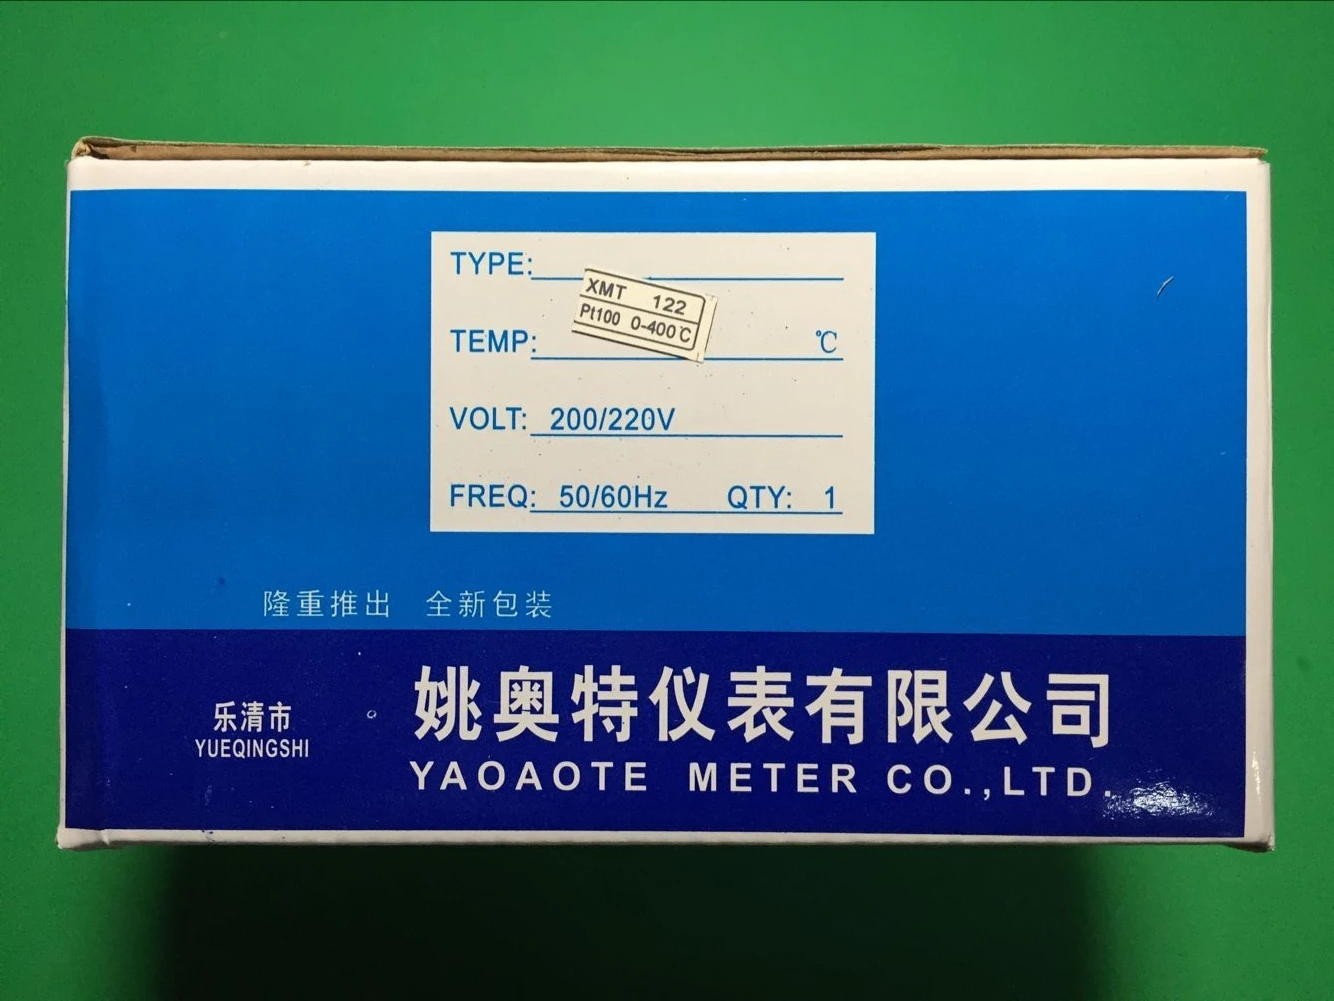 TYPE:
XMT 122
Pt100 0-400℃
TEMP: ℃
VOLT: 200/220V
FREQ: 50/60Hz QTY: 1
隆重推出 全新包装
乐清市
YUEQINGSHI
姚奥特仪表有限公司
YAOAOTE METER CO.,LTD.